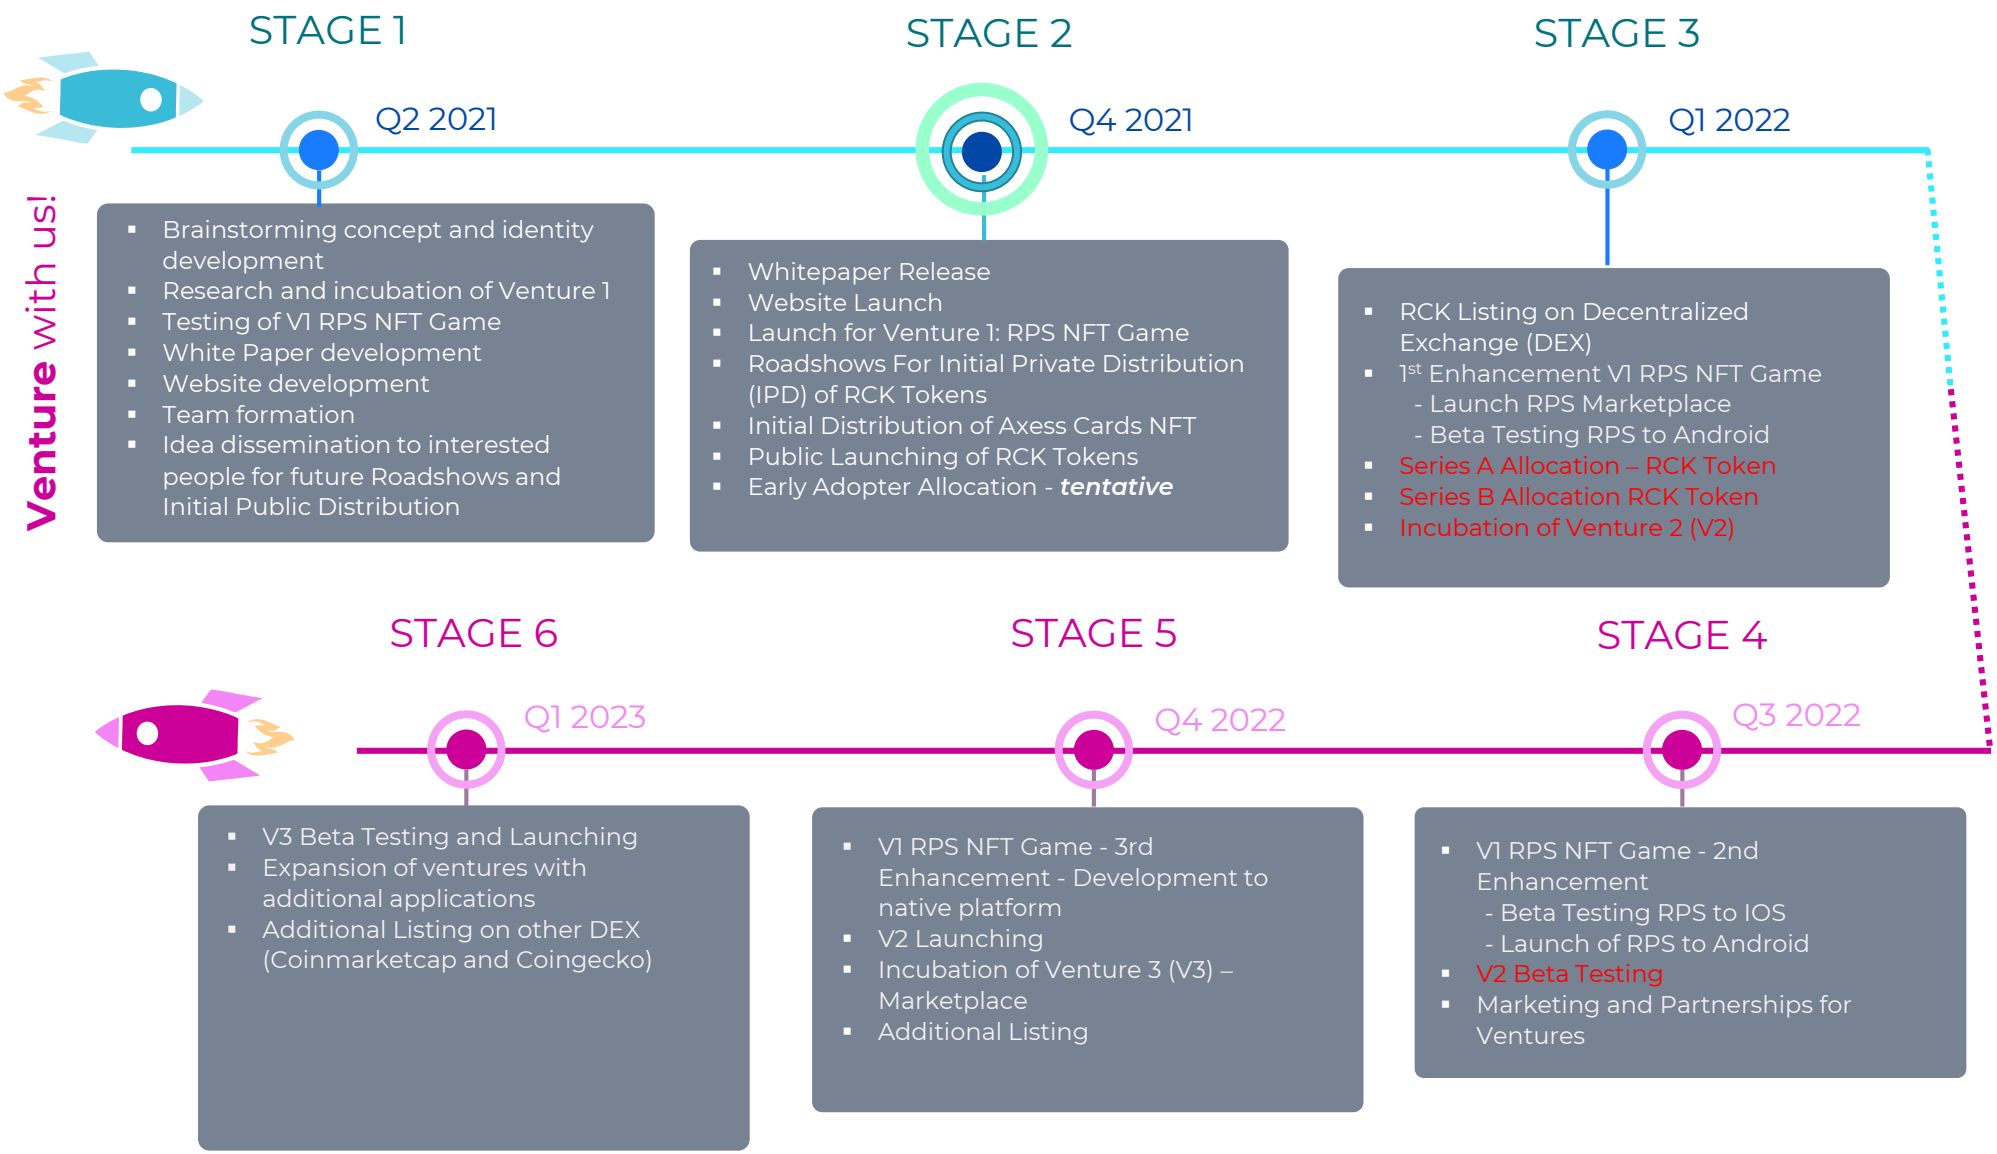 STAGE 1
Q2 2021
▪ Brainstorming concept and identity
development
▪ Research and incubation of Venture 1
▪ Testing of V1 RPS NFT Game
▪ White Paper development
▪ Website development
▪ Team formation
▪ Idea dissemination to interested
people for future Roadshows and
Initial Public Distribution
STAGE 2
Q4 2021
▪ Whitepaper Release
▪ Website Launch
▪ Launch for Venture 1: RPS NFT Game
▪ Roadshows For Initial Private Distribution
(IPD) of RCK Tokens
▪ Initial Distribution of Axess Cards NFT
▪ Public Launching of RCK Tokens
▪ Early Adopter Allocation - tentative
STAGE 3
Q1 2022
▪ RCK Listing on Decentralized
Exchange (DEX)
▪ 1st Enhancement V1 RPS NFT Game
- Launch RPS Marketplace
- Beta Testing RPS to Android
▪ Series A Allocation – RCK Token
▪ Series B Allocation RCK Token
▪ Incubation of Venture 2 (V2)
Venture with us!
STAGE 4
Q3 2022
▪ V1 RPS NFT Game - 2nd
Enhancement
- Beta Testing RPS to IOS
- Launch of RPS to Android
▪ V2 Beta Testing
▪ Marketing and Partnerships for
Ventures
STAGE 5
Q4 2022
▪ V1 RPS NFT Game - 3rd
Enhancement - Development to
native platform
▪ V2 Launching
▪ Incubation of Venture 3 (V3) –
Marketplace
▪ Additional Listing
STAGE 6
Q1 2023
▪ V3 Beta Testing and Launching
▪ Expansion of ventures with
additional applications
▪ Additional Listing on other DEX
(Coinmarketcap and Coingecko)